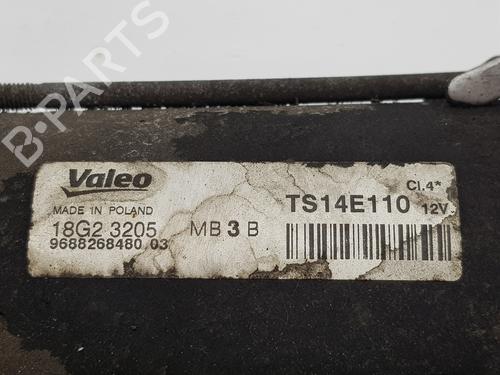 B-PARTS
Valeo
MADE IN POLAND
18G2 3205
9688268480 03
MB 3 B
TS14E110
Cl.4*
12V